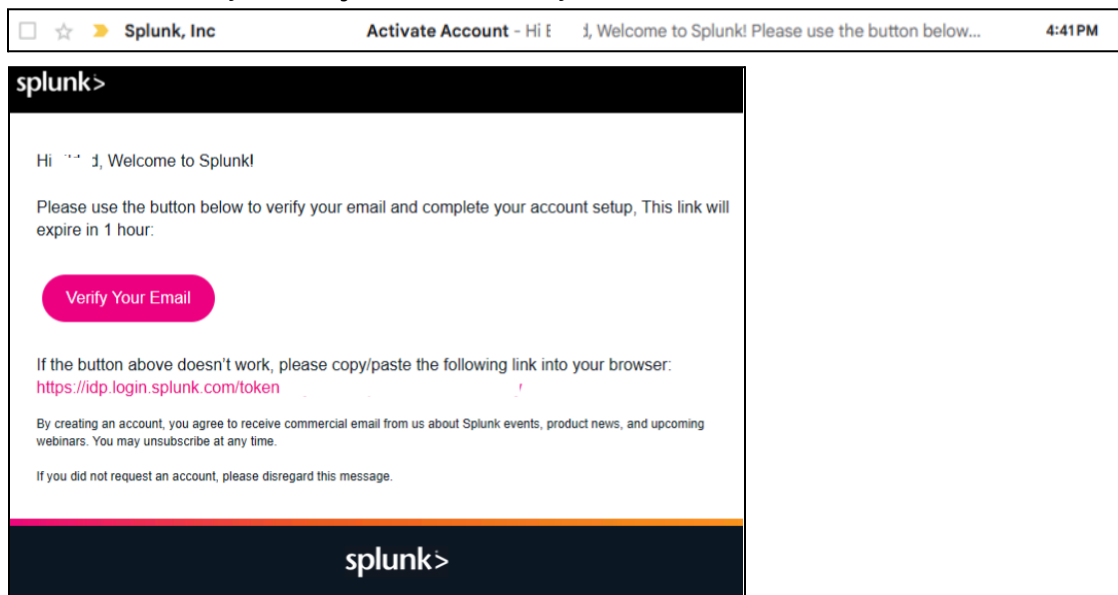 Splunk, Inc Activate Account - Hi , Welcome to Splunk! Please use the button below... 4:41 PM
splunk>
Hi d, Welcome to Splunk!
Please use the button below to verify your email and complete your account setup, This link will
expire in 1 hour:
Verify Your Email
If the button above doesn't work, please copy/paste the following link into your browser:
https://idp.login.splunk.com/token
By creating an account, you agree to receive commercial email from us about Splunk events, product news, and upcoming
webinars. You may unsubscribe at any time.
If you did not request an account, please disregard this message.
splunk>